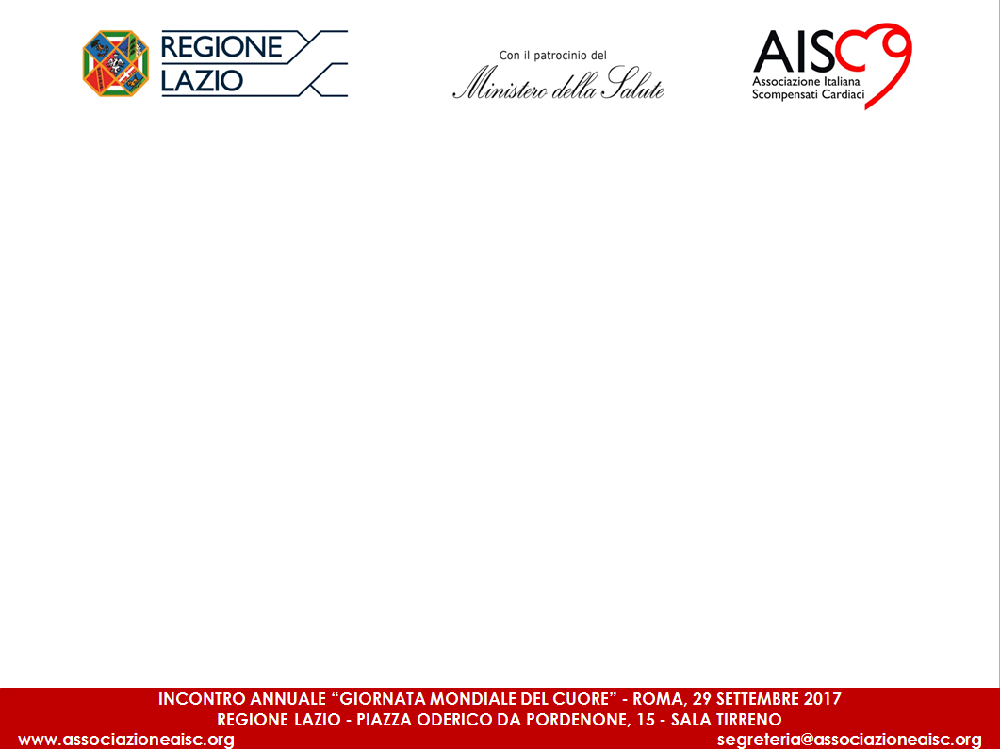 REGIONE
LAZIO
Con il patrocinio del
Ministero della Salute
AISC
Associazione Italiana
Scompensati Cardiaci
INCONTRO ANNUALE “GIORNATA MONDIALE DEL CUORE” - ROMA, 29 SETTEMBRE 2017
REGIONE LAZIO - PIAZZA ODERICO DA PORDENONE, 15 - SALA TIRRENO
www.associazioneaisc.org
segreteria@associazioneaisc.org